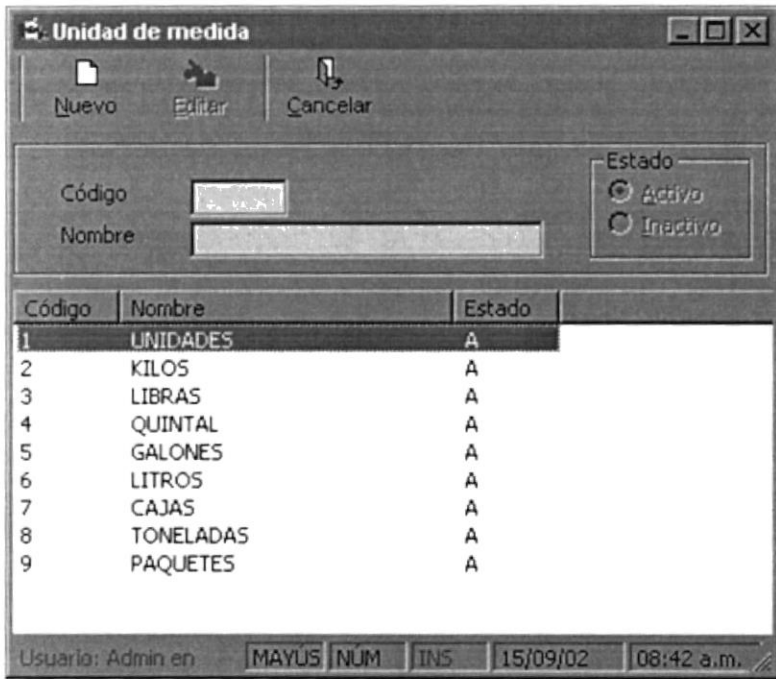 Unidad de medida
Nuevo Editar Cancelar
Estado
Código Activo
Nombre Inactivo
Código Nombre Estado
1 UNIDADES A
2 KILOS A
3 LIBRAS A
4 QUINTAL A
5 GALONES A
6 LITROS A
7 CAJAS A
8 TONELADAS A
9 PAQUETES A
Usuario: Admin en MAYÚS NÚM INS 15/09/02 08:42 a.m.